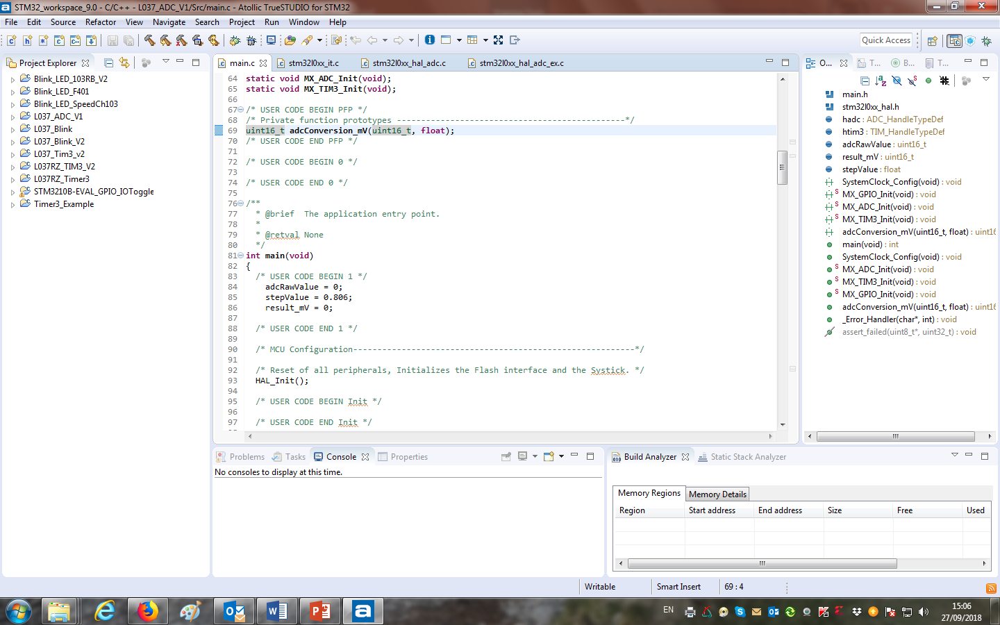 STM32_workspace_9.0 - C/C++ - L037_ADC_V1/Src/main.c - Atollic TrueSTUDIO for STM32
File Edit Source Refactor View Navigate Search Project Run Window Help
Quick Access
Project Explorer
Blink_LED_103RB_V2
Blink_LED_F401
Blink_LED_SpeedCh103
L037_ADC_V1
L037_Blink
L037_Blink_V2
L037_Tim3_v2
L037RZ_TIM3_V2
L037RZ_Timer3
STM3210B-EVAL_GPIO_IOToggle
Timer3_Example
main.c stm32l0xx_it.c stm32l0xx_hal_adc.c stm32l0xx_hal_adc_ex.c
64 static void MX_ADC_Init(void);
65 static void MX_TIM3_Init(void);
66
67 /* USER CODE BEGIN PFP */
68 /* Private function prototypes -----------------------------------------------*/
69 uint16_t adcConversion_mV(uint16_t, float);
70 /* USER CODE END PFP */
71
72 /* USER CODE BEGIN 0 */
73
74 /* USER CODE END 0 */
75
76 /**
77 * @brief The application entry point.
78 *
79 * @retval None
80 */
81 int main(void)
82 {
83 /* USER CODE BEGIN 1 */
84 adcRawValue = 0;
85 stepValue = 0.806;
86 result_mV = 0;
87
88 /* USER CODE END 1 */
89
90 /* MCU Configuration----------------------------------------------------------*/
91
92 /* Reset of all peripherals, Initializes the Flash interface and the Systick. */
93 HAL_Init();
94
95 /* USER CODE BEGIN Init */
96
97 /* USER CODE END Init */
O... T... B... T...
main.h
stm32l0xx_hal.h
hadc : ADC_HandleTypeDef
htim3 : TIM_HandleTypeDef
adcRawValue : uint16_t
result_mV : uint16_t
stepValue : float
SystemClock_Config(void) : void
MX_GPIO_Init(void) : void
MX_ADC_Init(void) : void
MX_TIM3_Init(void) : void
adcConversion_mV(uint16_t, float) : uint16
main(void) : int
SystemClock_Config(void) : void
MX_ADC_Init(void) : void
MX_TIM3_Init(void) : void
MX_GPIO_Init(void) : void
adcConversion_mV(uint16_t, float) : uint16
_Error_Handler(char*, int) : void
assert_failed(uint8_t*, uint32_t) : void
Problems Tasks Console Properties
No consoles to display at this time.
Build Analyzer Static Stack Analyzer
Memory Regions Memory Details
Region Start address End address Size Free Used
Writable Smart Insert 69 : 4
EN
15:06
27/09/2018